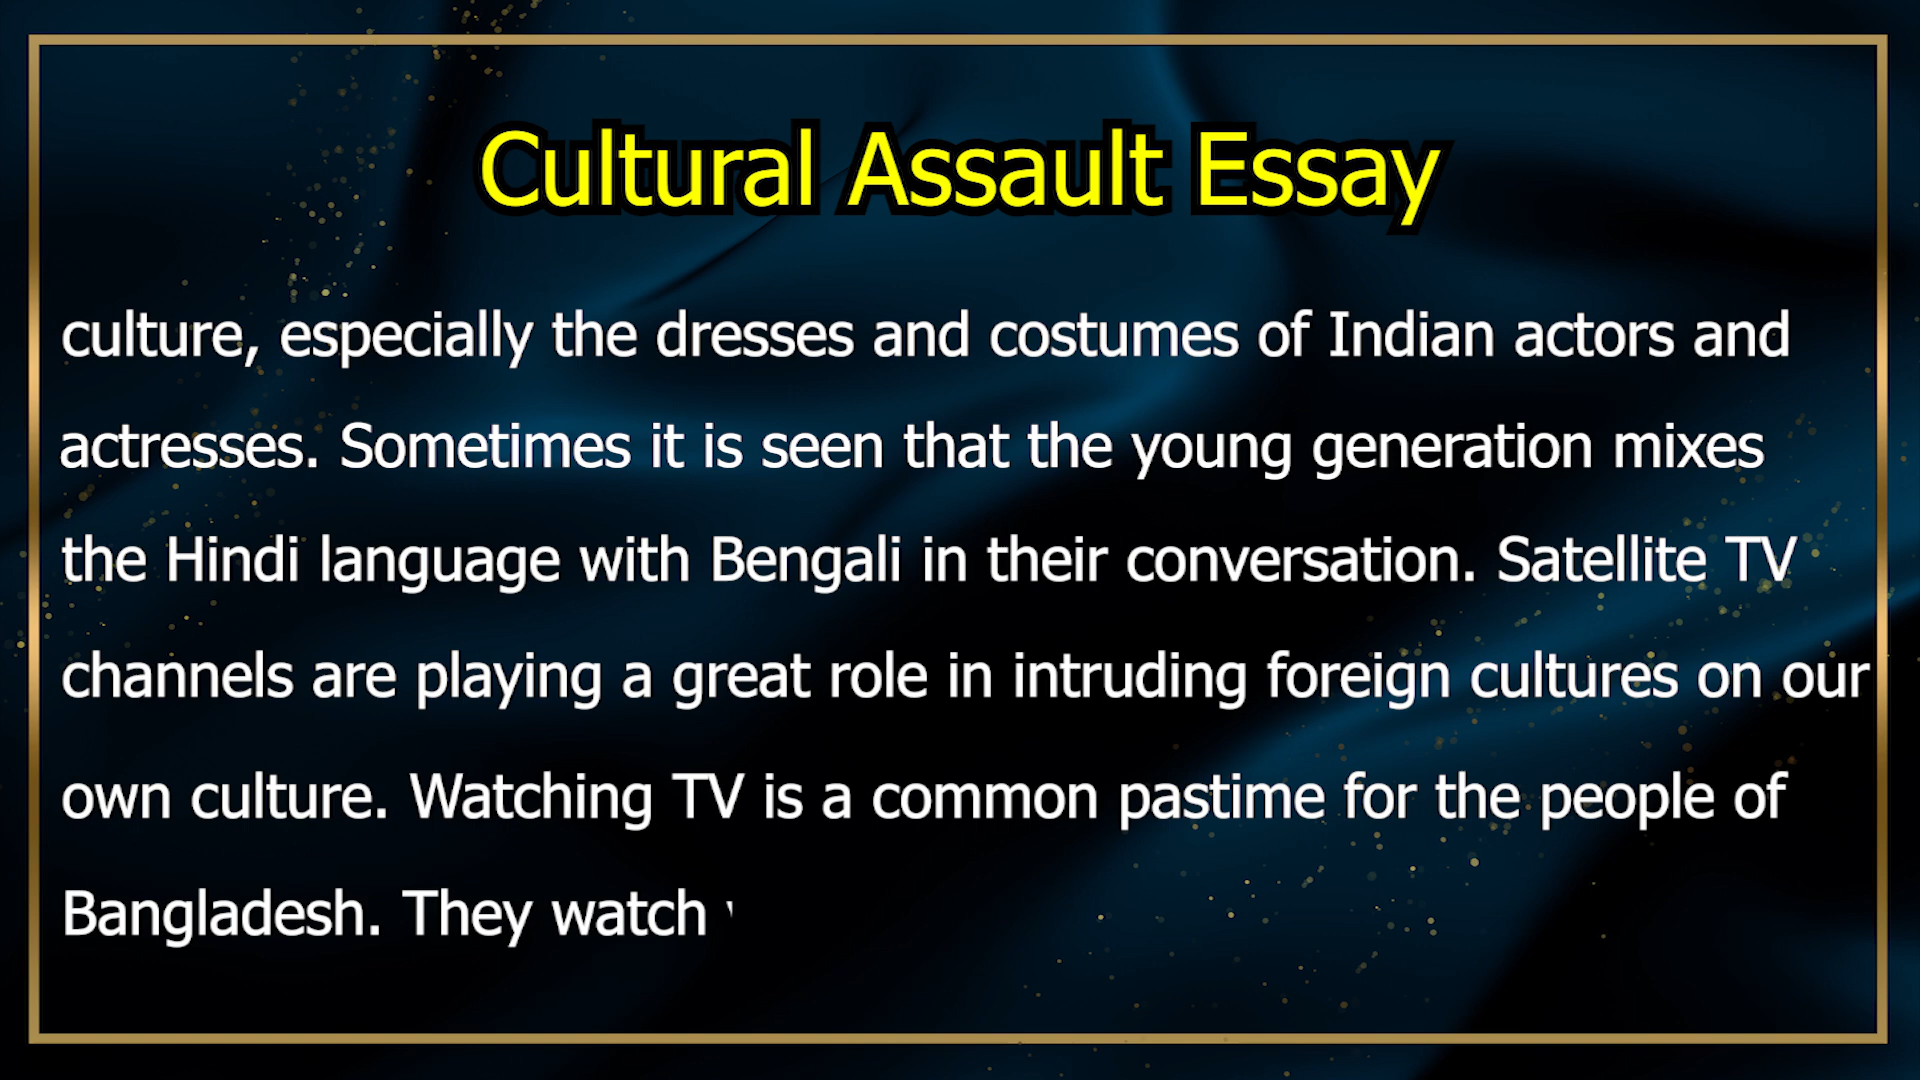 Cultural Assault Essay
culture, especially the dresses and costumes of Indian actors and
actresses. Sometimes it is seen that the young generation mixes
the Hindi language with Bengali in their conversation. Satellite TV
channels are playing a great role in intruding foreign cultures on our
own culture. Watching TV is a common pastime for the people of
Bangladesh. They watch